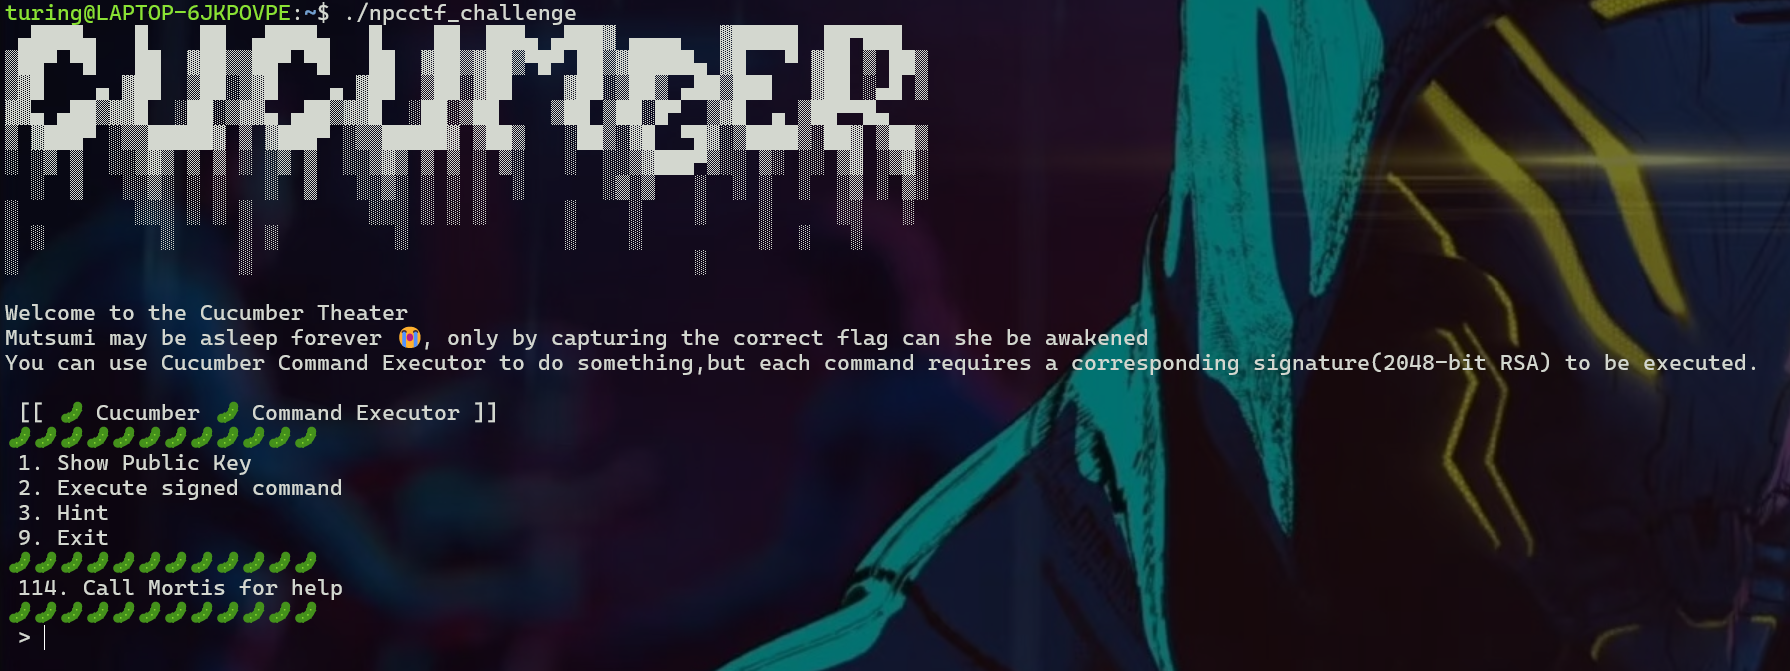 turing@LAPTOP-6JKPOVPE:~$ ./npcctf_challenge
CUCUMBER
Welcome to the Cucumber Theater
Mutsumi may be asleep forever 😭, only by capturing the correct flag can she be awakened
You can use Cucumber Command Executor to do something,but each command requires a corresponding signature(2048-bit RSA) to be executed.
[[ 🥒 Cucumber 🥒 Command Executor ]]
🥒🥒🥒🥒🥒🥒🥒🥒🥒🥒🥒🥒
1. Show Public Key
2. Execute signed command
3. Hint
9. Exit
🥒🥒🥒🥒🥒🥒🥒🥒🥒🥒🥒🥒
114. Call Mortis for help
🥒🥒🥒🥒🥒🥒🥒🥒🥒🥒🥒🥒
>